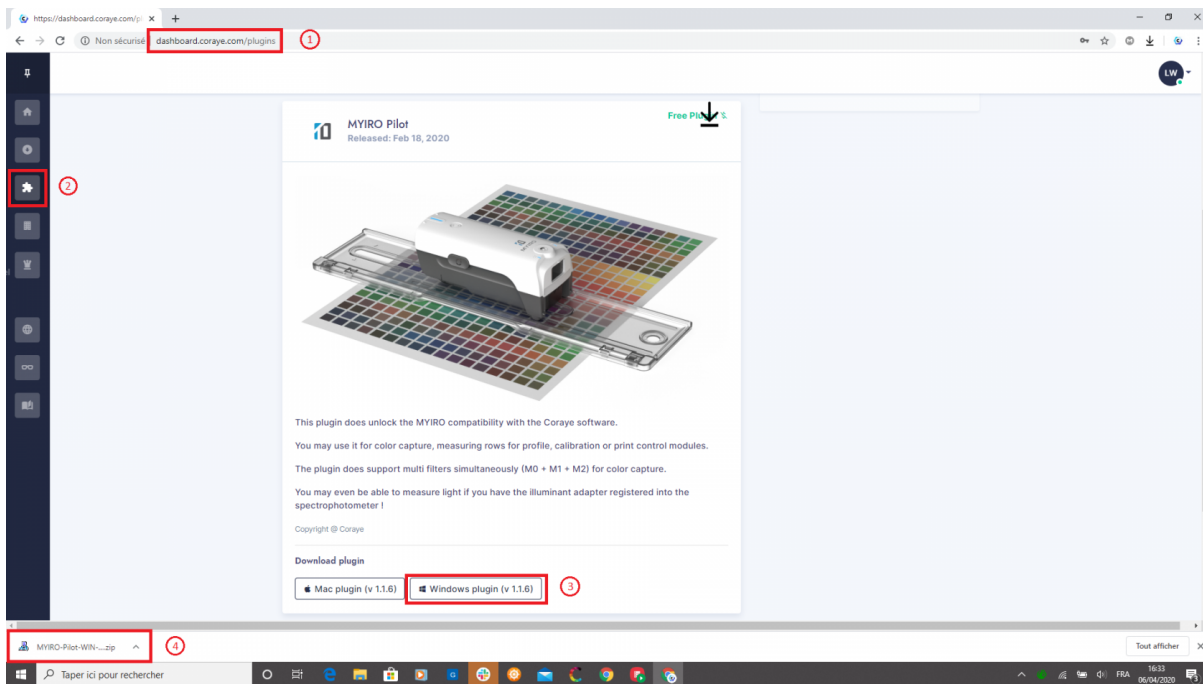 https://dashboard.coraye.com/pl
Non sécurisé
dashboard.coraye.com/plugins
1
LW
MYIRO Pilot
Released: Feb 18, 2020
Free Plugin
2
This plugin does unlock the MYIRO compatibility with the Coraye software.
You may use it for color capture, measuring rows for profile, calibration or print control modules.
The plugin does support multi filters simultaneously (M0 + M1 + M2) for color capture.
You may even be able to measure light if you have the illuminant adapter registered into the
spectrophotometer !
Copyright @ Coraye
Download plugin
Mac plugin (v 1.1.6)
Windows plugin (v 1.1.6)
3
MYIRO-Pilot-WIN-....zip
4
Tout afficher
Taper ici pour rechercher
FRA
16:33
06/04/2020